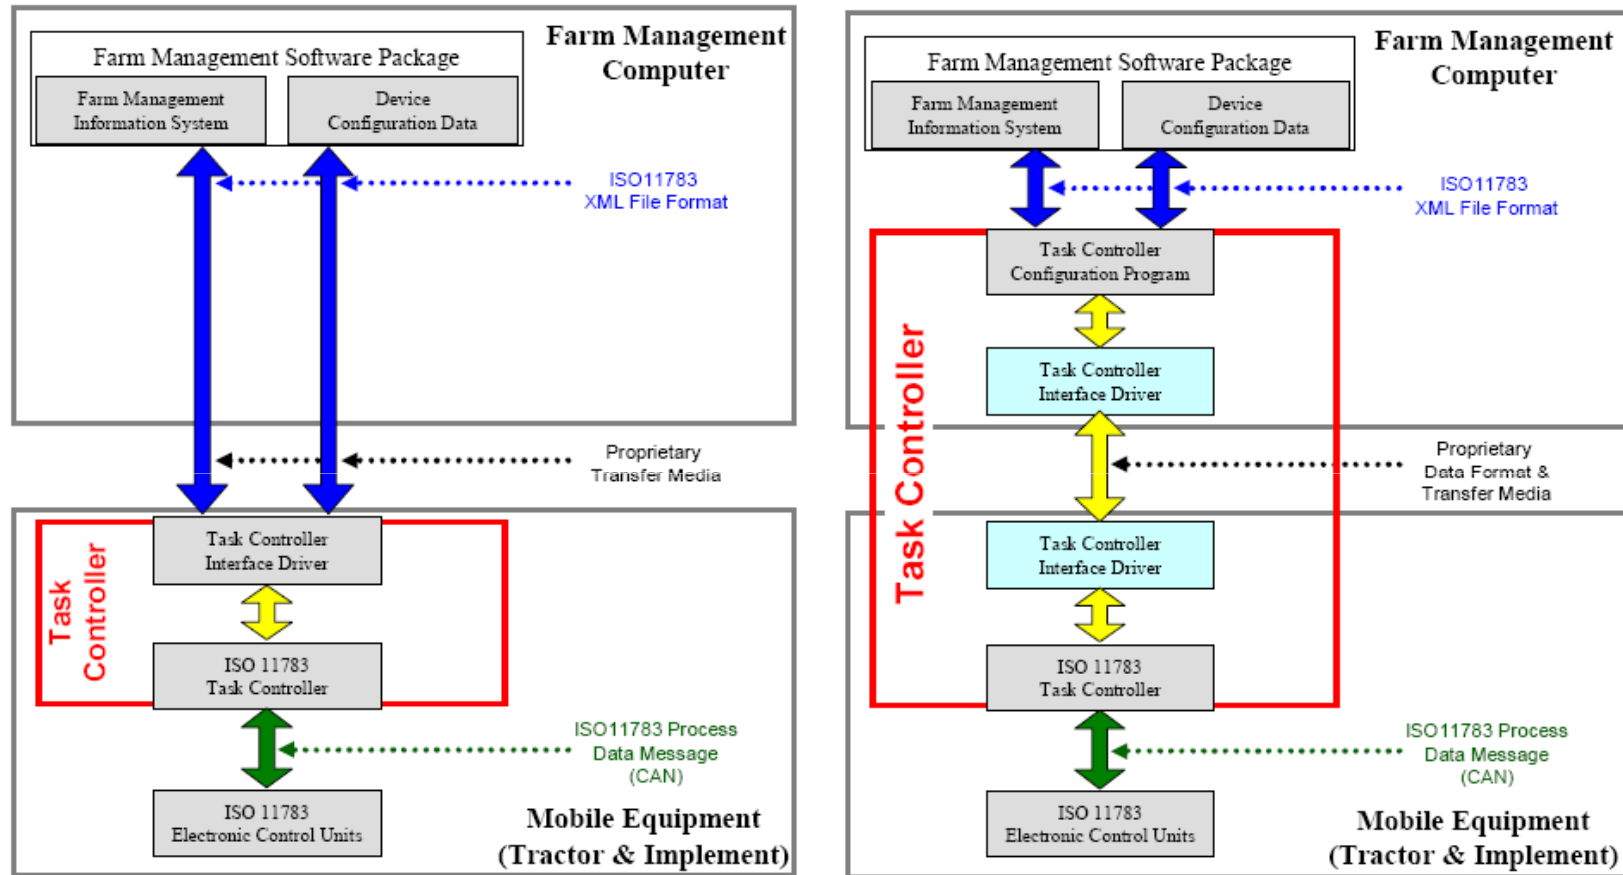 Farm Management
Computer
Farm Management Software Package
Farm Management
Information System
Device
Configuration Data
ISO11783
XML File Format
Proprietary
Transfer Media
Task Controller
Interface Driver
Task
Controller
ISO 11783
Task Controller
ISO11783 Process
Data Message
(CAN)
ISO 11783
Electronic Control Units
Mobile Equipment
(Tractor & Implement)
Farm Management
Computer
Farm Management Software Package
Farm Management
Information System
Device
Configuration Data
ISO11783
XML File Format
Task Controller
Configuration Program
Task Controller
Interface Driver
Task Controller
Proprietary
Data Format &
Transfer Media
Task Controller
Interface Driver
ISO 11783
Task Controller
ISO11783 Process
Data Message
(CAN)
ISO 11783
Electronic Control Units
Mobile Equipment
(Tractor & Implement)